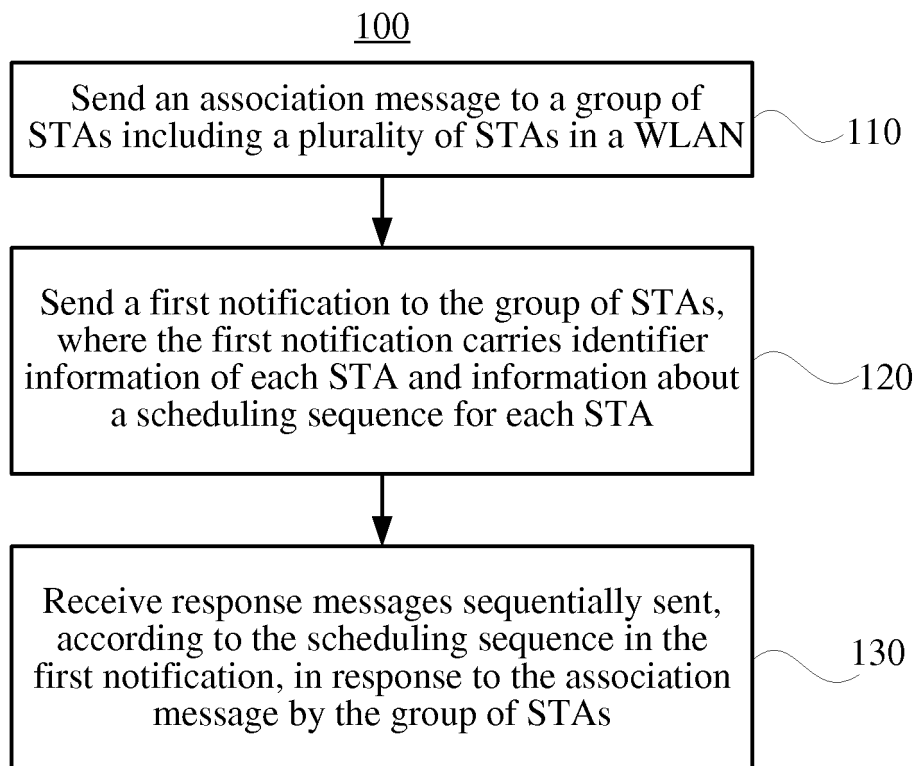 100
Send an association message to a group of
STAs including a plurality of STAs in a WLAN
110
Send a first notification to the group of STAs,
where the first notification carries identifier
information of each STA and information about
a scheduling sequence for each STA
120
Receive response messages sequentially sent,
according to the scheduling sequence in the
first notification, in response to the association
message by the group of STAs
130